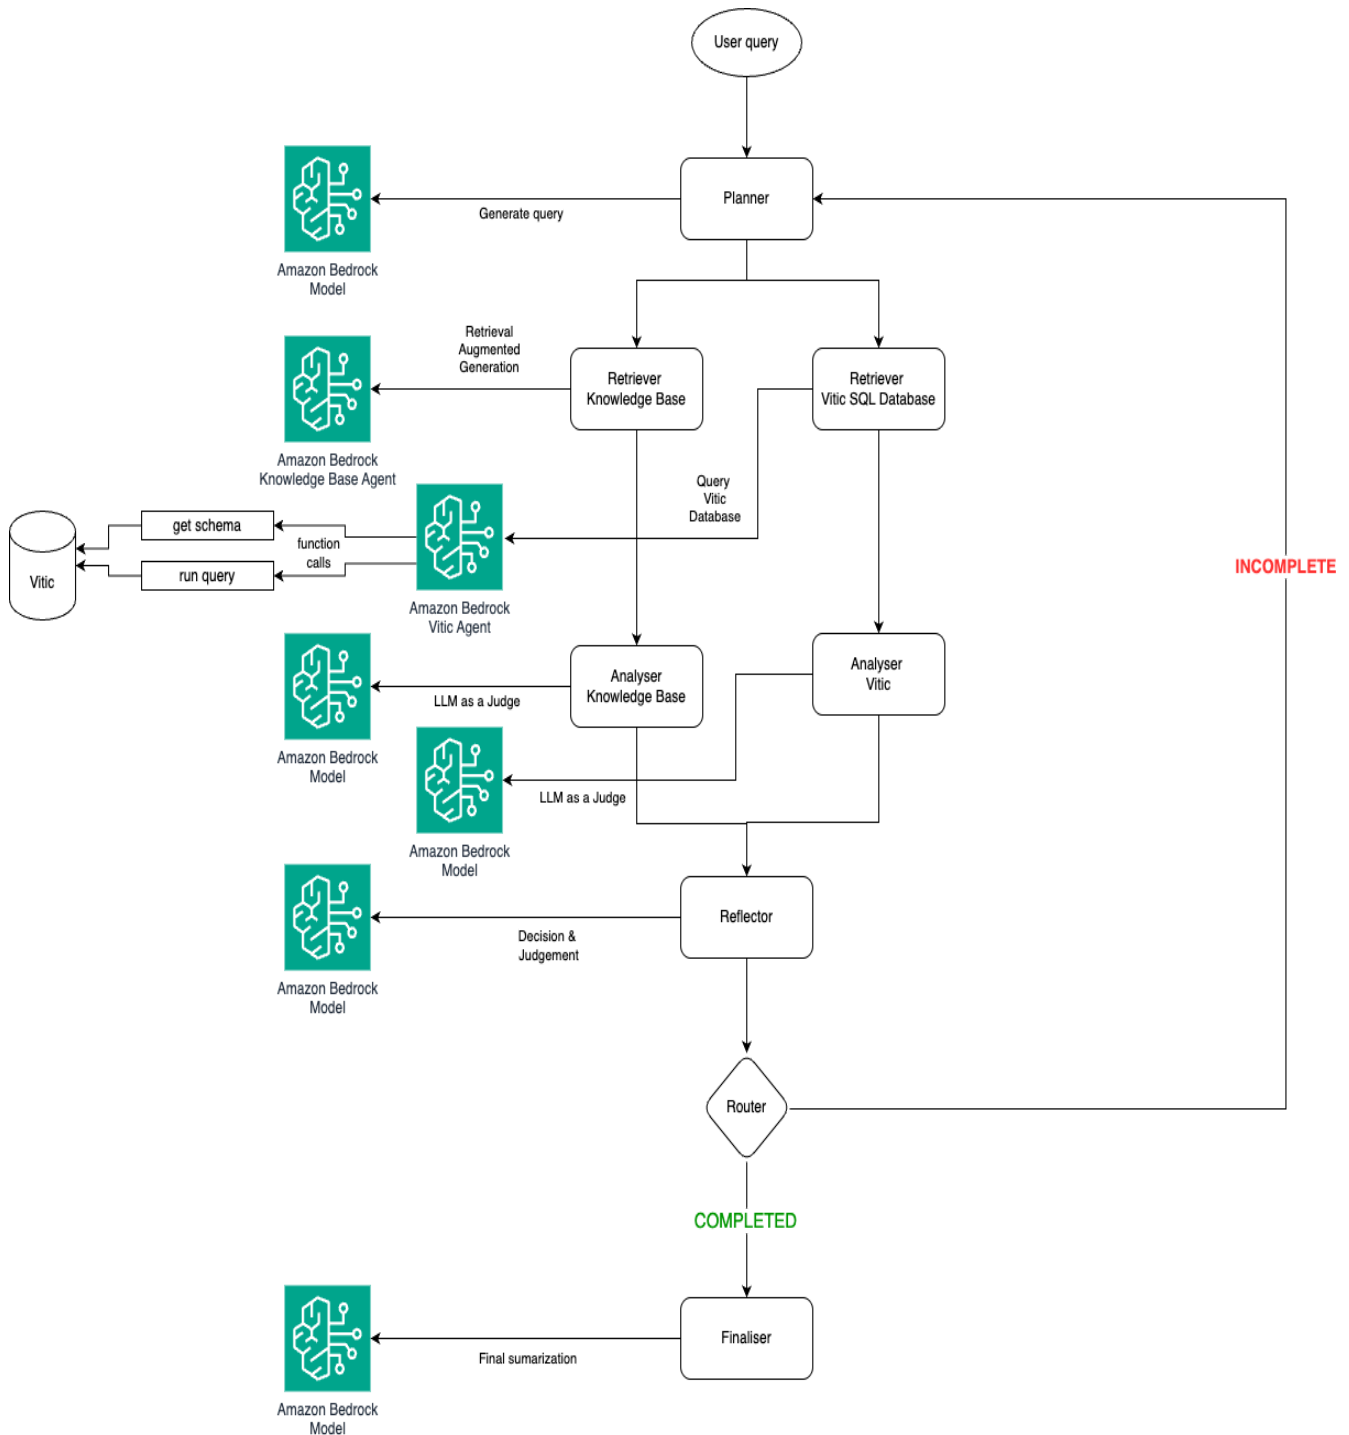 User query
Planner
Generate query
Amazon Bedrock
Model
Retrieval
Augmented
Generation
Retriever
Knowledge Base
Retriever
Vitic SQL Database
Amazon Bedrock
Knowledge Base Agent
Query
Vitic
Database
get schema
function
calls
run query
Vitic
Amazon Bedrock
Vitic Agent
INCOMPLETE
Analyser
Knowledge Base
Analyser
Vitic
LLM as a Judge
Amazon Bedrock
Model
LLM as a Judge
Amazon Bedrock
Model
Reflector
Decision &
Judgement
Amazon Bedrock
Model
Router
COMPLETED
Finaliser
Final sumarization
Amazon Bedrock
Model